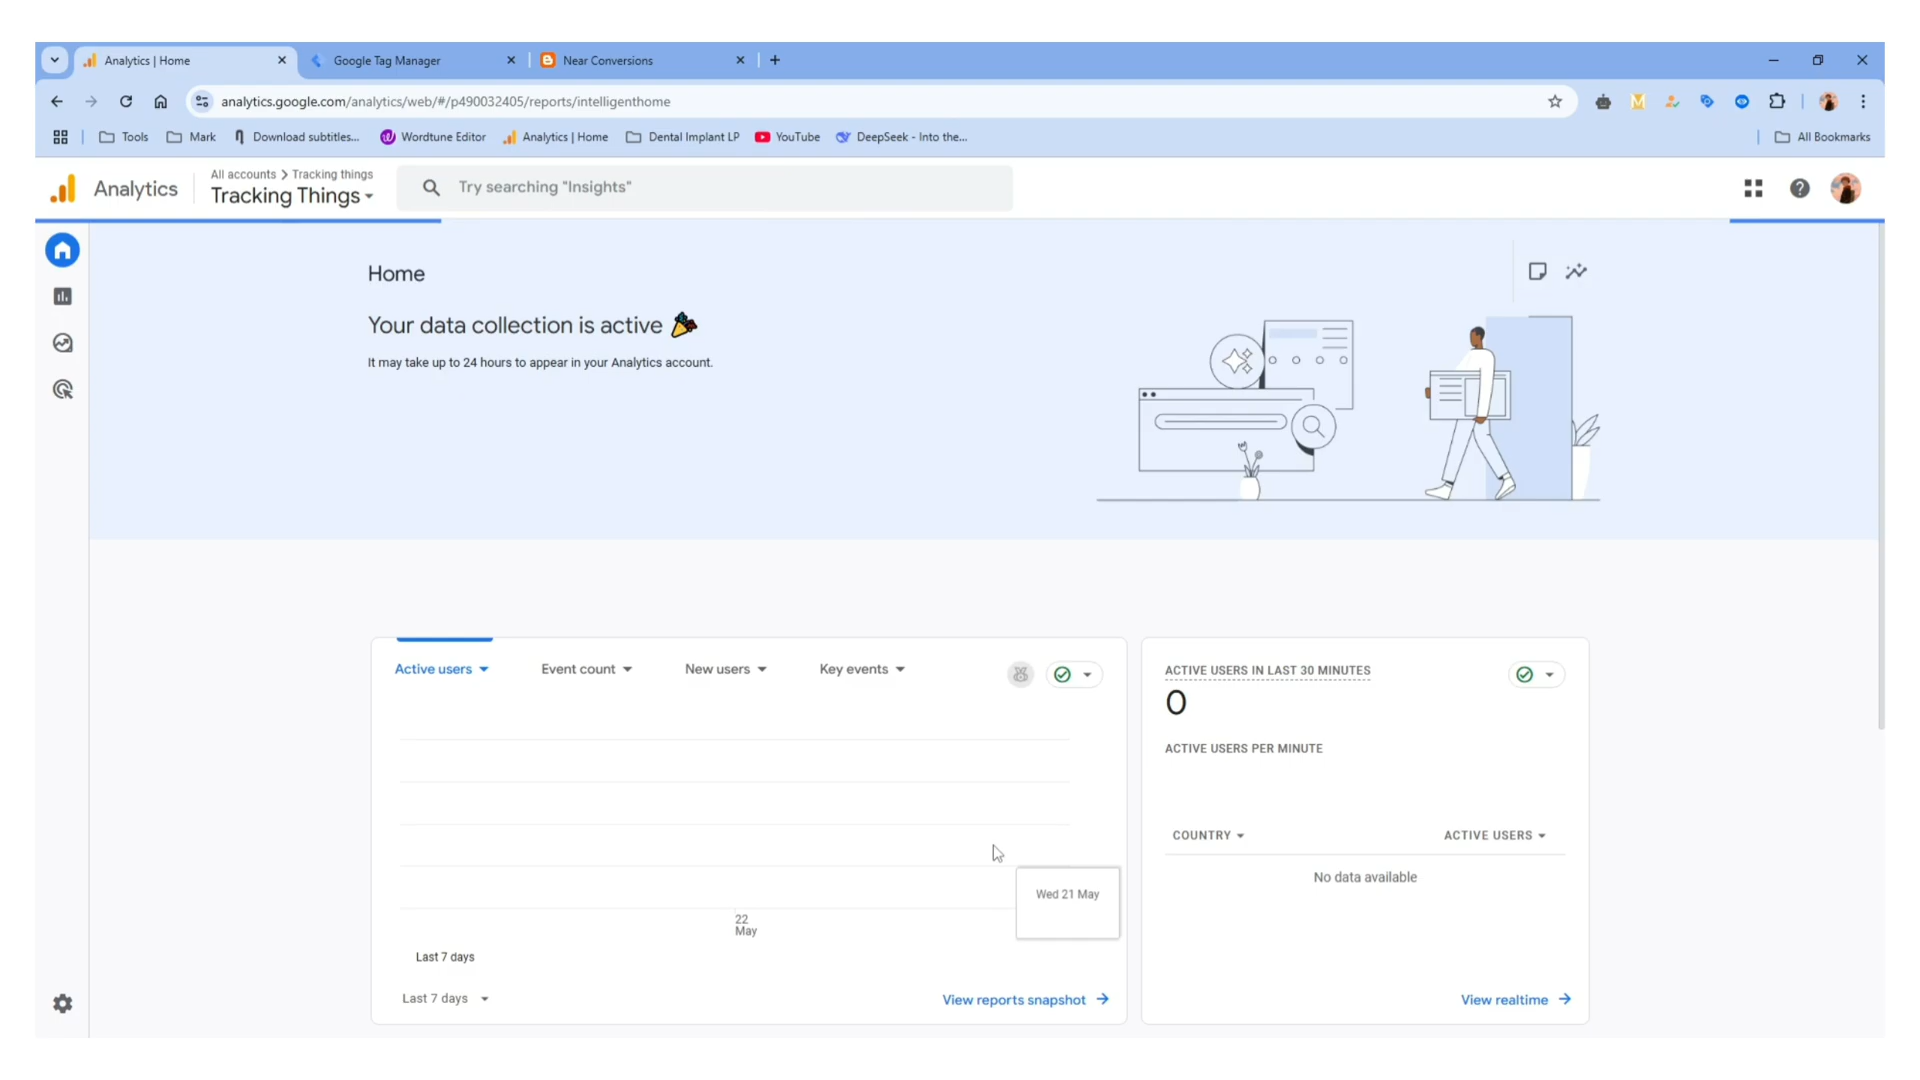 Analytics | Home
Google Tag Manager
Near Conversions
analytics.google.com/analytics/web/#/p490032405/reports/intelligenthome
Tools
Mark
Download subtitles...
Wordtune Editor
Analytics | Home
Dental Implant LP
YouTube
DeepSeek - Into the...
All Bookmarks
Analytics
All accounts > Tracking things
Tracking Things
Try searching "Insights"
Home
Your data collection is active
It may take up to 24 hours to appear in your Analytics account.
Active users
Event count
New users
Key events
22
May
Wed 21 May
Last 7 days
Last 7 days
View reports snapshot
ACTIVE USERS IN LAST 30 MINUTES
0
ACTIVE USERS PER MINUTE
COUNTRY
ACTIVE USERS
No data available
View realtime